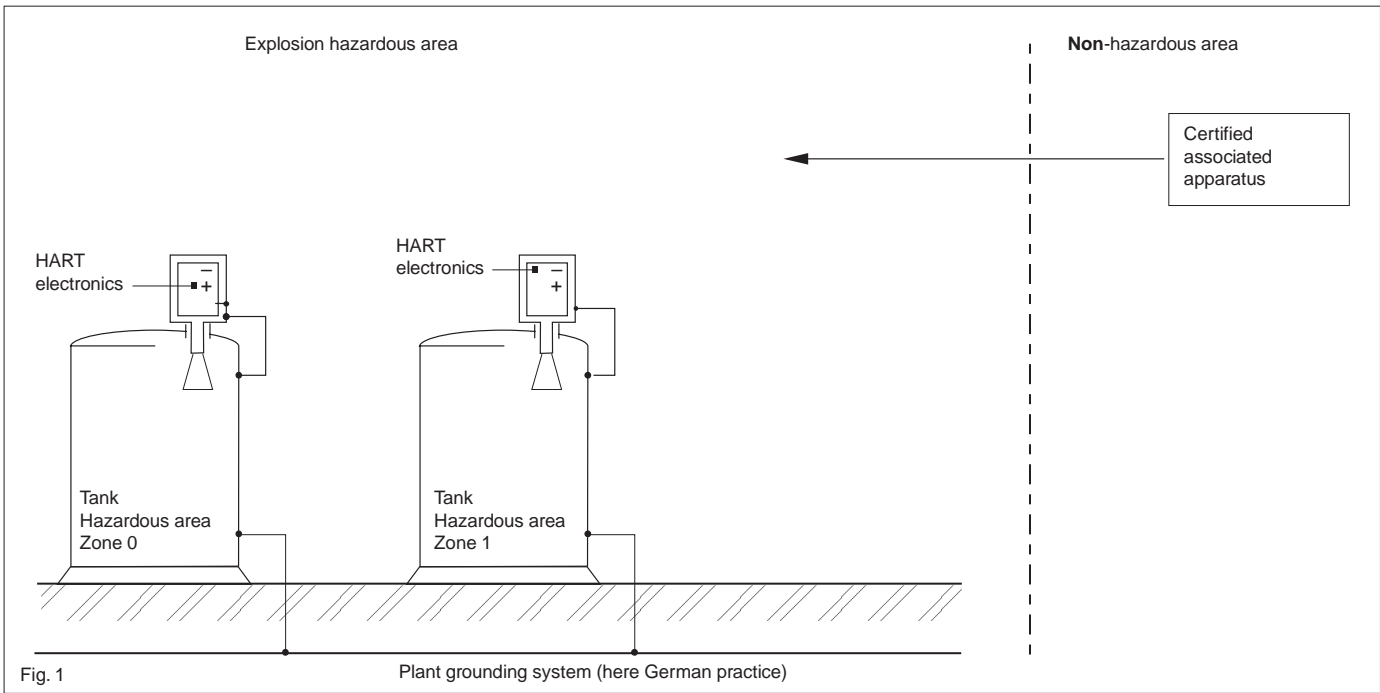 Explosion hazardous area
Non-hazardous area
Certified
associated
apparatus
HART
electronics
−
+
HART
electronics
−
+
Tank
Hazardous area
Zone 0
Tank
Hazardous area
Zone 1
Fig. 1
Plant grounding system (here German practice)